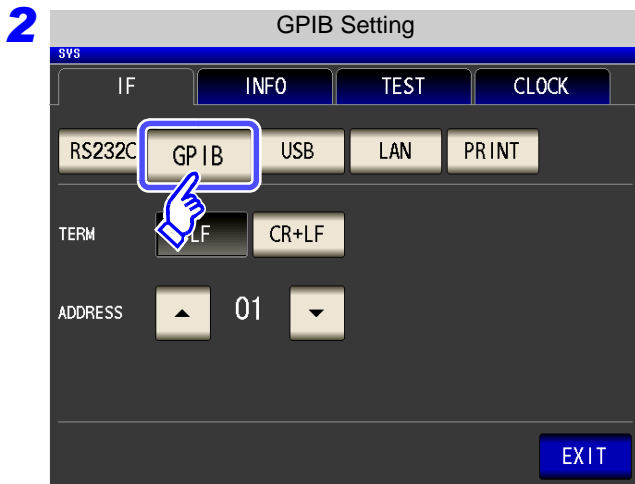 2
GPIB Setting
SYS
IF INFO TEST CLOCK
RS232C GPIB USB LAN PRINT
TERM LF CR+LF
ADDRESS 01
EXIT